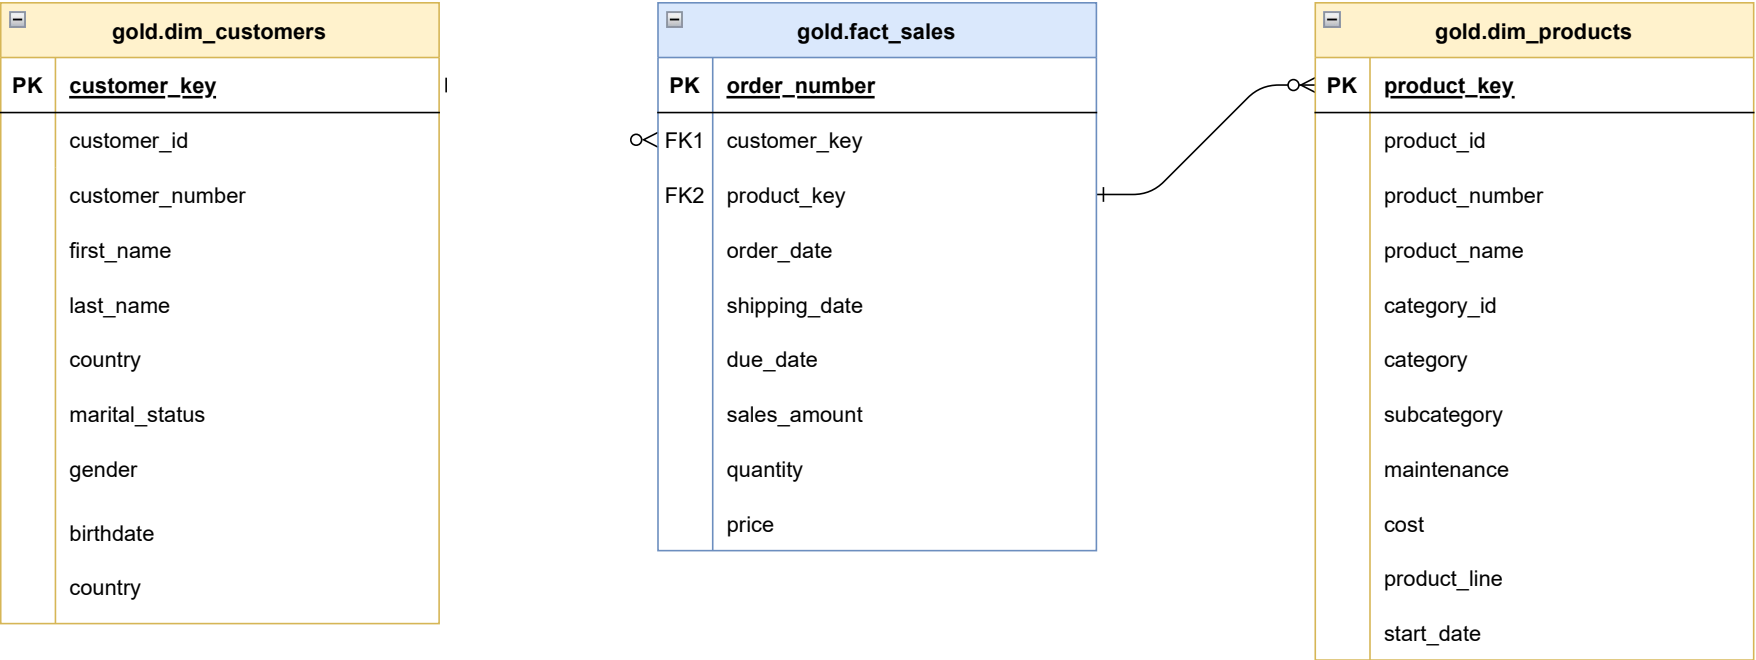 gold.dim_customers
PK customer_key
customer_id
customer_number
first_name
last_name
country
marital_status
gender
birthdate
country
gold.fact_sales
PK order_number
FK1 customer_key
FK2 product_key
order_date
shipping_date
due_date
sales_amount
quantity
price
gold.dim_products
PK product_key
product_id
product_number
product_name
category_id
category
subcategory
maintenance
cost
product_line
start_date